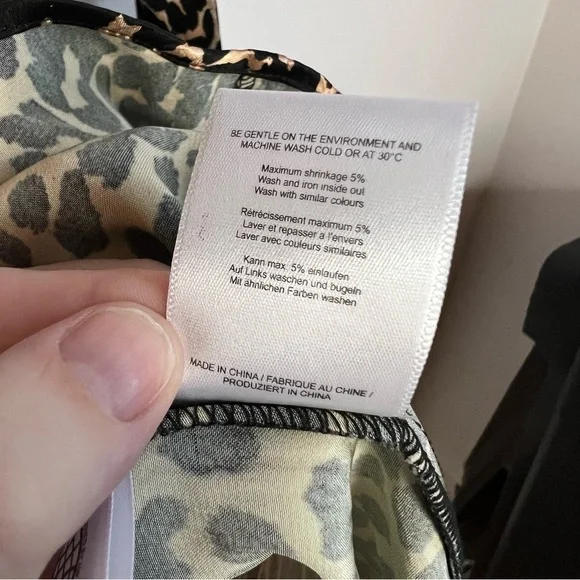 BE GENTLE ON THE ENVIRONMENT AND
MACHINE WASH COLD OR AT 30°C
Maximum shrinkage 5%
Wash and iron inside out
Wash with similar colours
Rétrécissement maximum 5%
Laver et repasser à l'envers
Laver avec couleurs similaires
Kann max. 5% einlaufen
Auf Links waschen und bugeln
Mit ähnlichen Farben washen
MADE IN CHINA / FABRIQUE AU CHINE /
PRODUZIERT IN CHINA